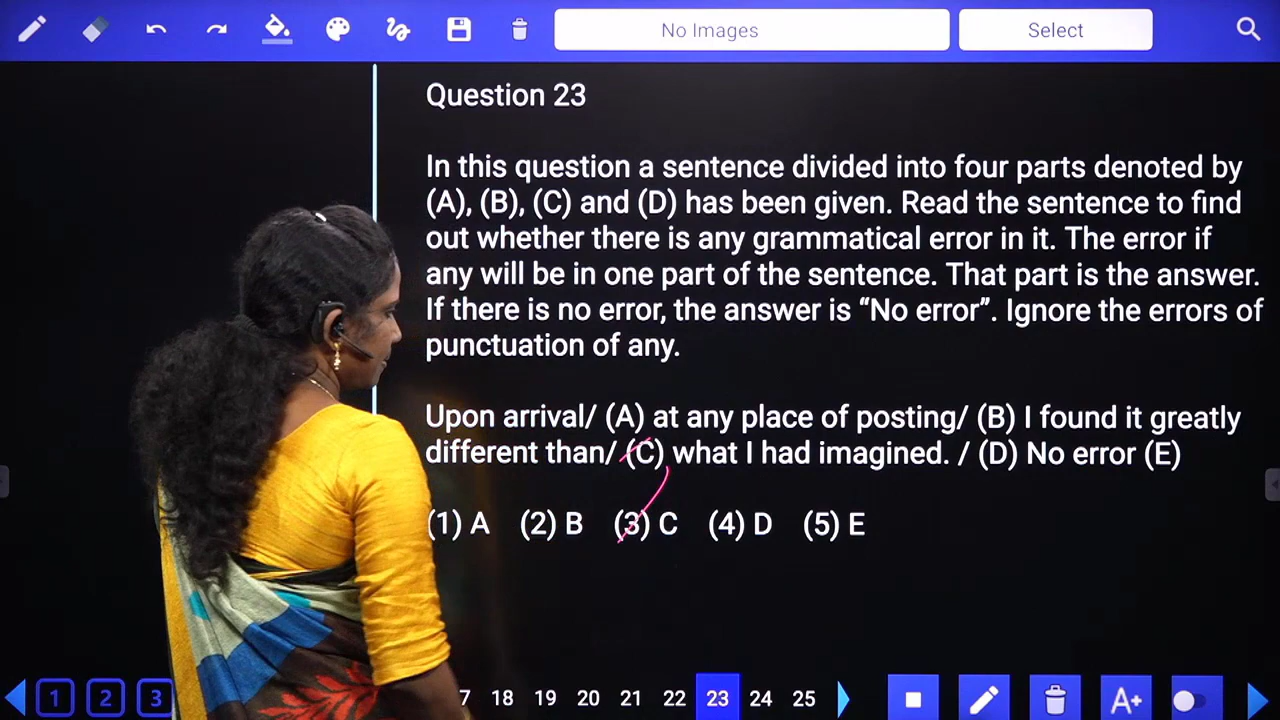 No Images
Select
Question 23
In this question a sentence divided into four parts denoted by
(A), (B), (C) and (D) has been given. Read the sentence to find
out whether there is any grammatical error in it. The error if
any will be in one part of the sentence. That part is the answer.
If there is no error, the answer is “No error”. Ignore the errors of
punctuation of any.
Upon arrival/ (A) at any place of posting/ (B) I found it greatly
different than/ (C) what I had imagined. / (D) No error (E)
(1) A (2) B (3) C (4) D (5) E
1 2 3 7 18 19 20 21 22 23 24 25 A+